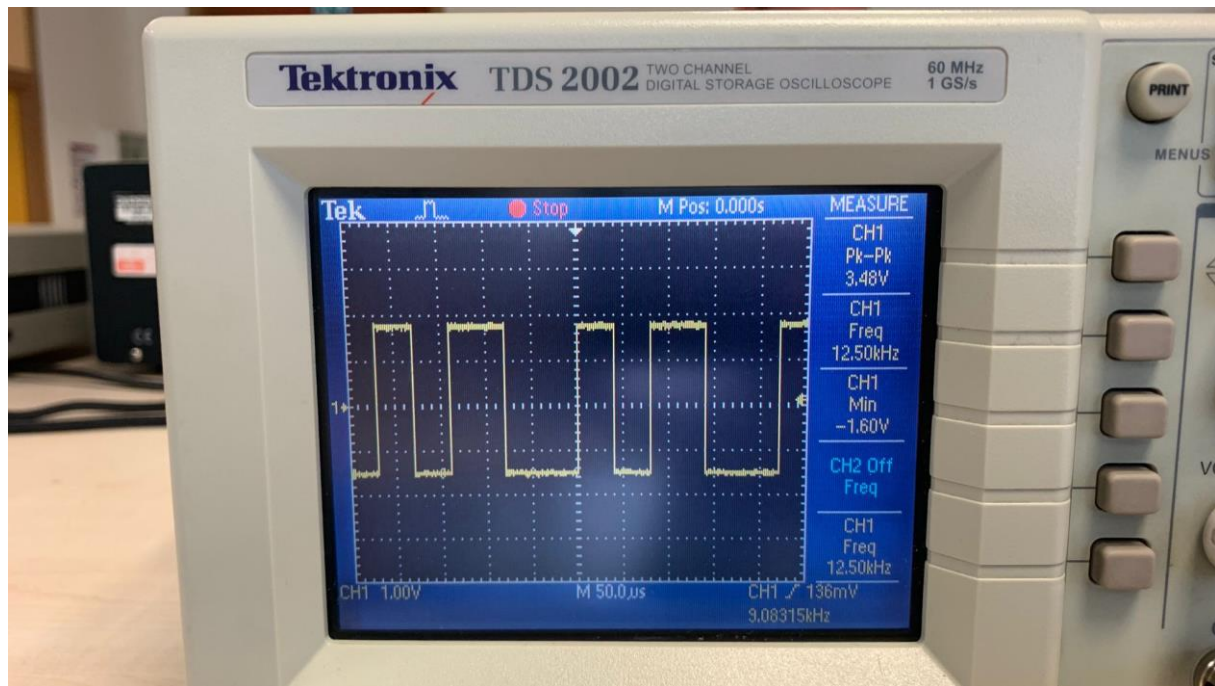 Tektronix TDS 2002 TWO CHANNEL 60 MHz
DIGITAL STORAGE OSCILLOSCOPE 1 GS/s
PRINT
MENUS
Tek Stop M Pos: 0.000s MEASURE
CH1
Pk-Pk
3.48V
CH1
Freq
12.50kHz
CH1
Min
-1.60V
CH2 Off
Freq
CH1
Freq
12.50kHz
1
CH1 1.00V M 50.0µs CH1 136mV
9.08315kHz